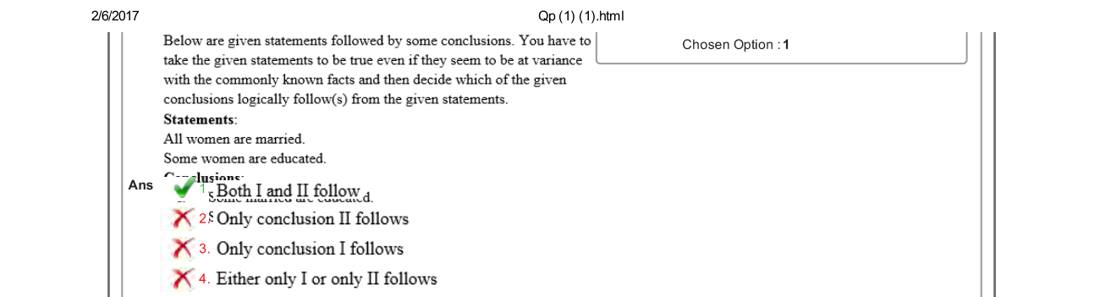 2/6/2017
Qp (1) (1).html
Below are given statements followed by some conclusions. You have to
take the given statements to be true even if they seem to be at variance
with the commonly known facts and then decide which of the given
conclusions logically follow(s) from the given statements.
Chosen Option : 1
Statements:
All women are married.
Some women are educated.
Conclusions:
Ans
1. Both I and II follow
2. Only conclusion II follows
3. Only conclusion I follows
4. Either only I or only II follows